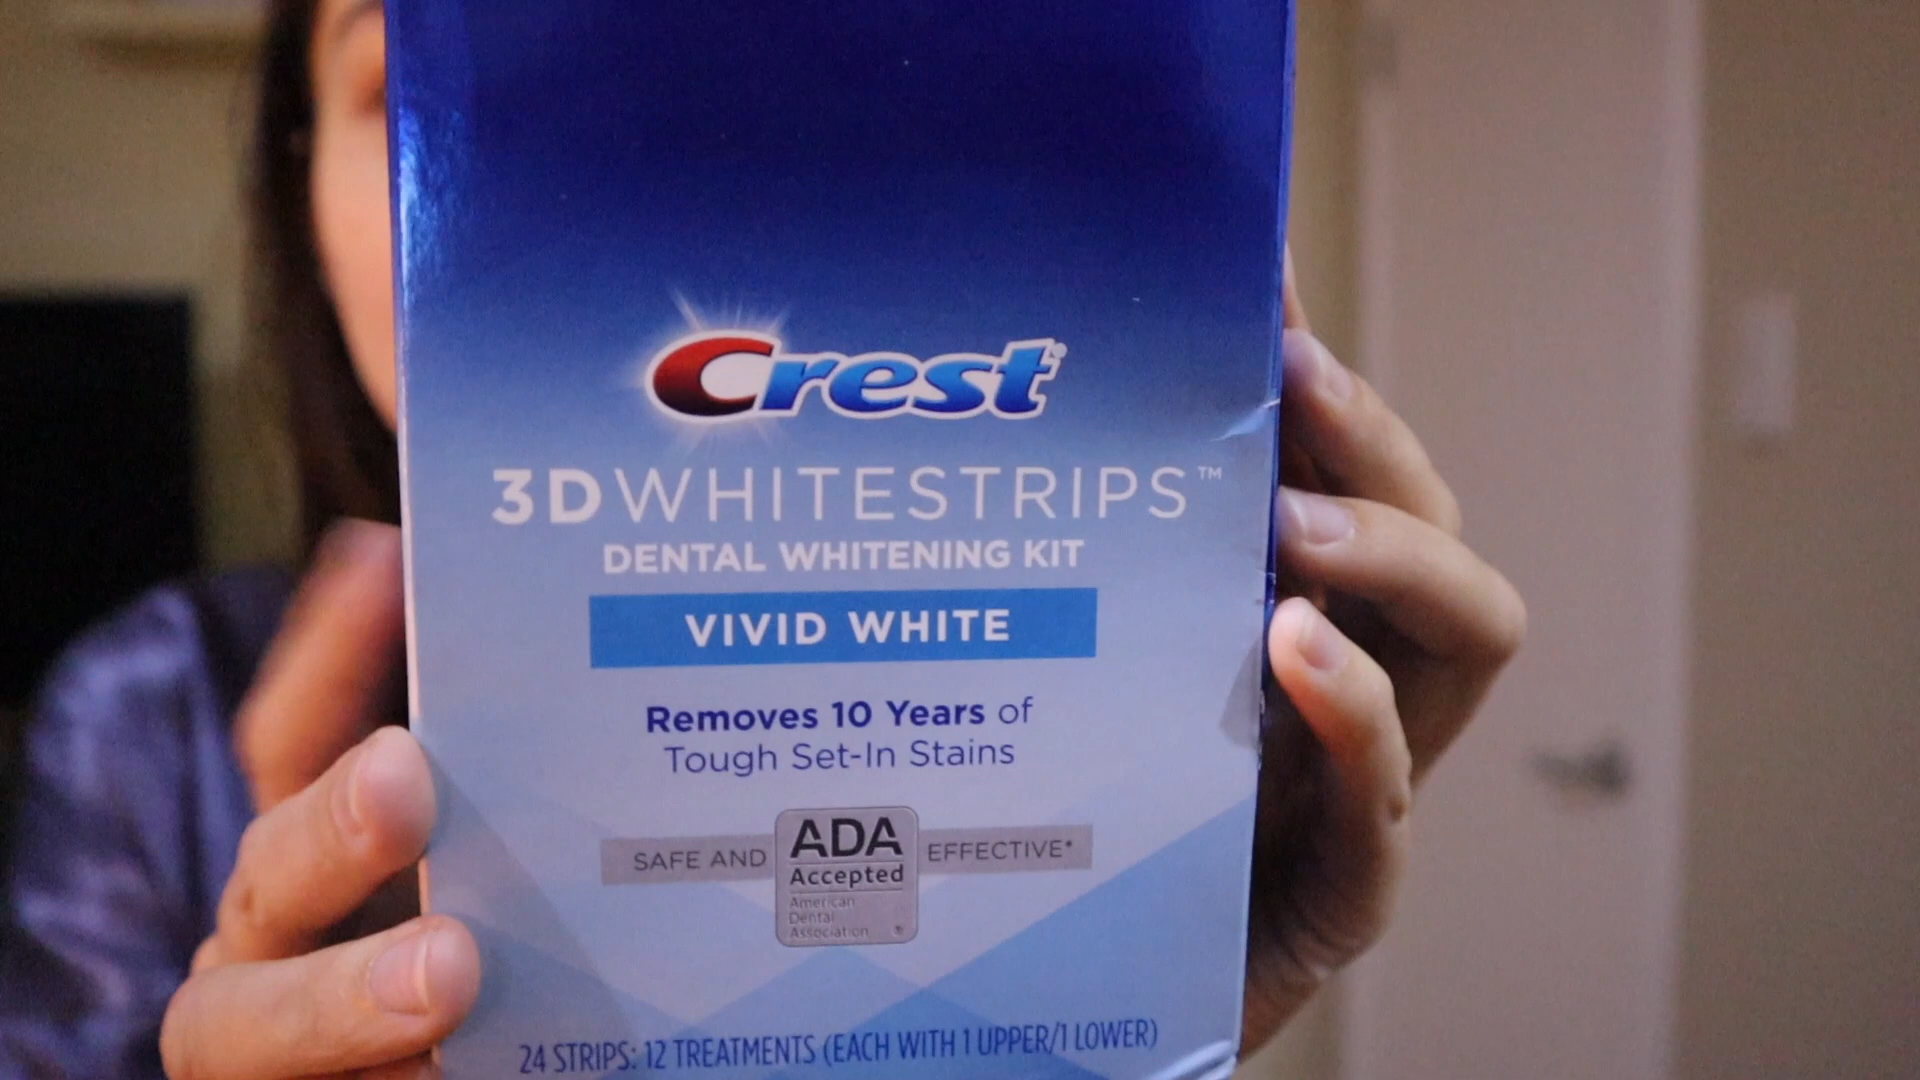 Crest®
3DWHITESTRIPS™
DENTAL WHITENING KIT
VIVID WHITE
Removes 10 Years of
Tough Set-In Stains
SAFE AND ADA EFFECTIVE*
Accepted
American
Dental
Association ®
24 STRIPS: 12 TREATMENTS (EACH WITH 1 UPPER/1 LOWER)